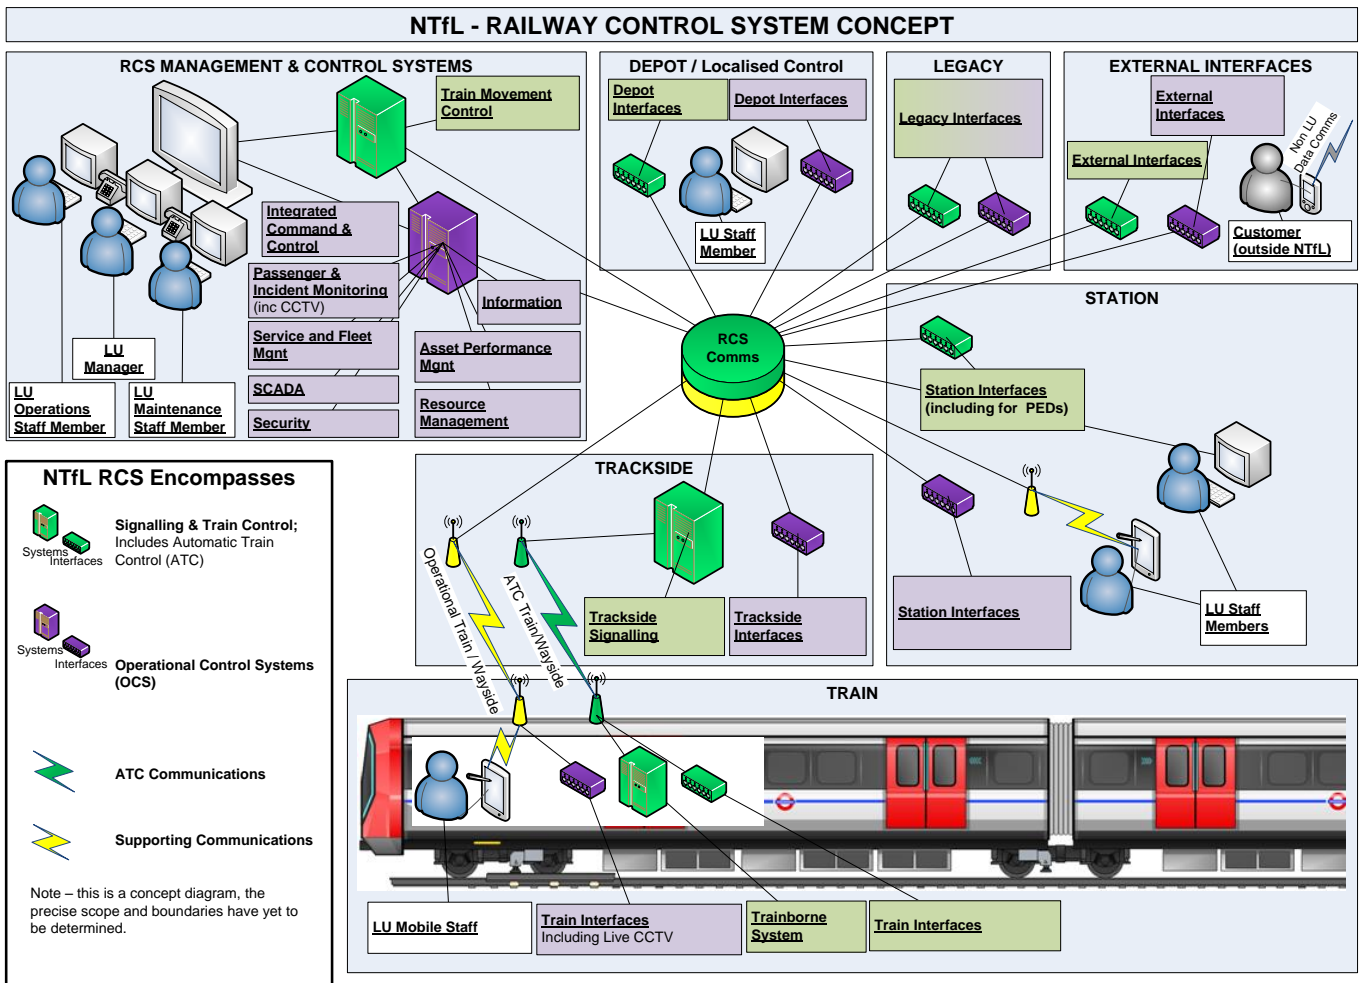 NTfL - RAILWAY CONTROL SYSTEM CONCEPT
RCS MANAGEMENT & CONTROL SYSTEMS
Train Movement
Control
Integrated
Command &
Control
Passenger &
Incident Monitoring
(inc CCTV)
Service and Fleet
Mgnt
SCADA
Security
Information
Asset Performance
Mgnt
Resource
Management
LU
Manager
LU
Operations
Staff Member
LU
Maintenance
Staff Member
DEPOT / Localised Control
Depot
Interfaces
Depot Interfaces
LU Staff
Member
LEGACY
Legacy Interfaces
EXTERNAL INTERFACES
External
Interfaces
External Interfaces
Non LU
Data Comms
Customer
(outside NTfL)
RCS
Comms
STATION
Station Interfaces
(including for PEDs)
Station Interfaces
LU Staff
Members
TRACKSIDE
Operational Train / Wayside
ATC Train/Wayside
Trackside
Signalling
Trackside
Interfaces
NTfL RCS Encompasses
Systems
Interfaces
Signalling & Train Control;
Includes Automatic Train
Control (ATC)
Systems
Interfaces
Operational Control Systems
(OCS)
ATC Communications
Supporting Communications
Note – this is a concept diagram, the
precise scope and boundaries have yet to
be determined.
TRAIN
LU Mobile Staff
Train Interfaces
Including Live CCTV
Trainborne
System
Train Interfaces